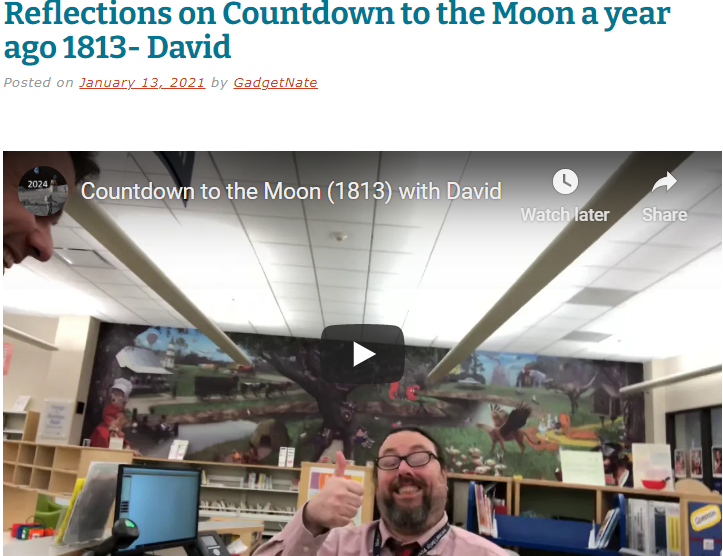 Reflections on Countdown to the Moon a year
ago 1813- David
Posted on January 13, 2021 by GadgetNate
2024
Countdown to the Moon (1813) with David
Watch later
Share